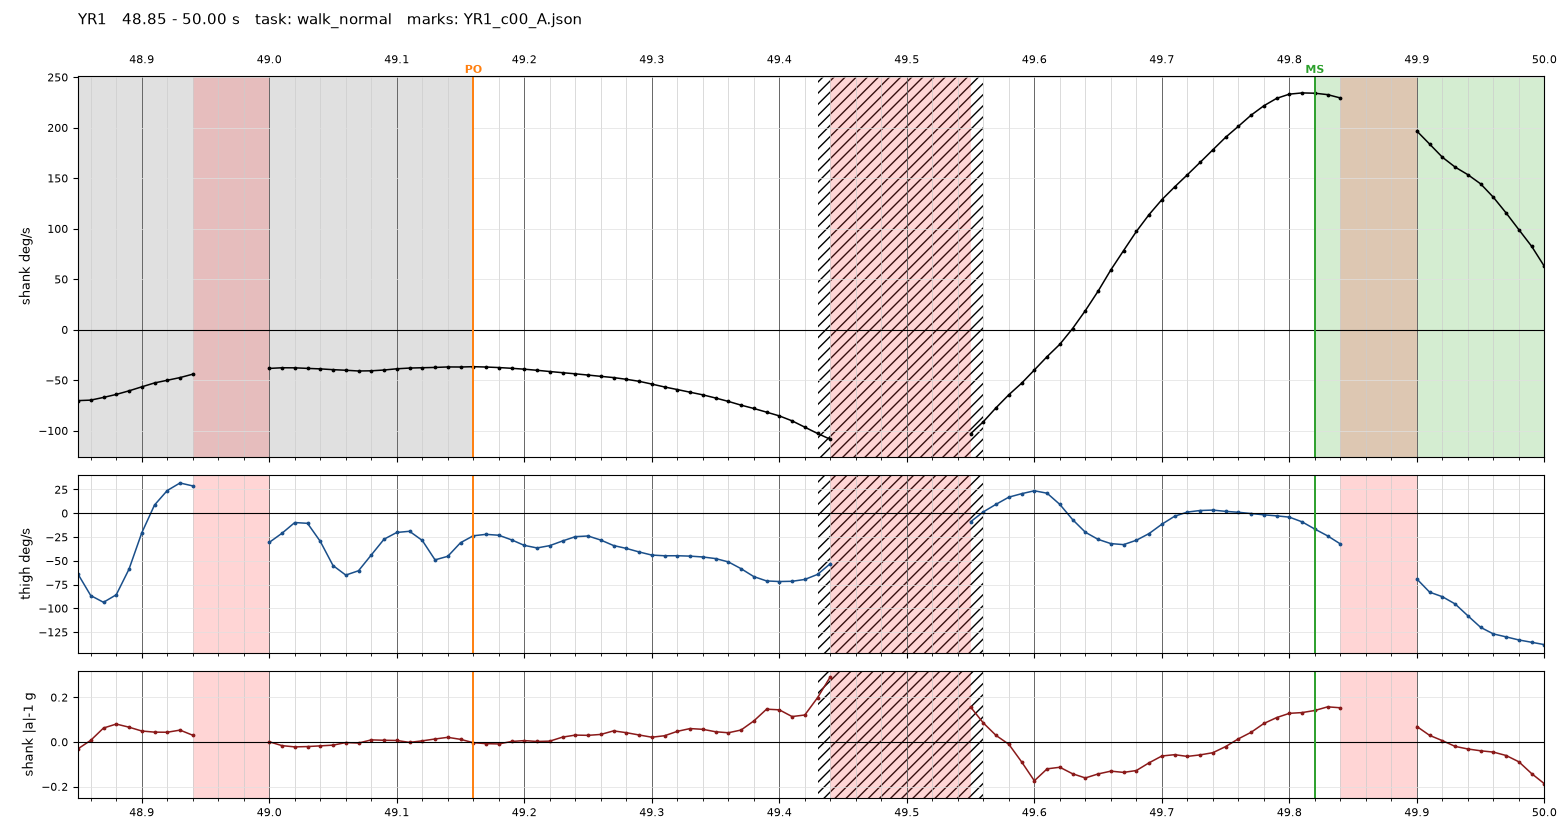 YR1   48.85 - 50.00 s   task: walk_normal   marks: YR1_c00_A.json
48.9 49.0 49.1 49.2 49.3 49.4 49.5 49.6 49.7 49.8 49.9 50.0
PO MS
250
200
150
100
50
0
−50
−100
shank deg/s
25
0
−25
−50
−75
−100
−125
thigh deg/s
0.2
0.0
−0.2
shank |a|-1 g
48.9 49.0 49.1 49.2 49.3 49.4 49.5 49.6 49.7 49.8 49.9 50.0